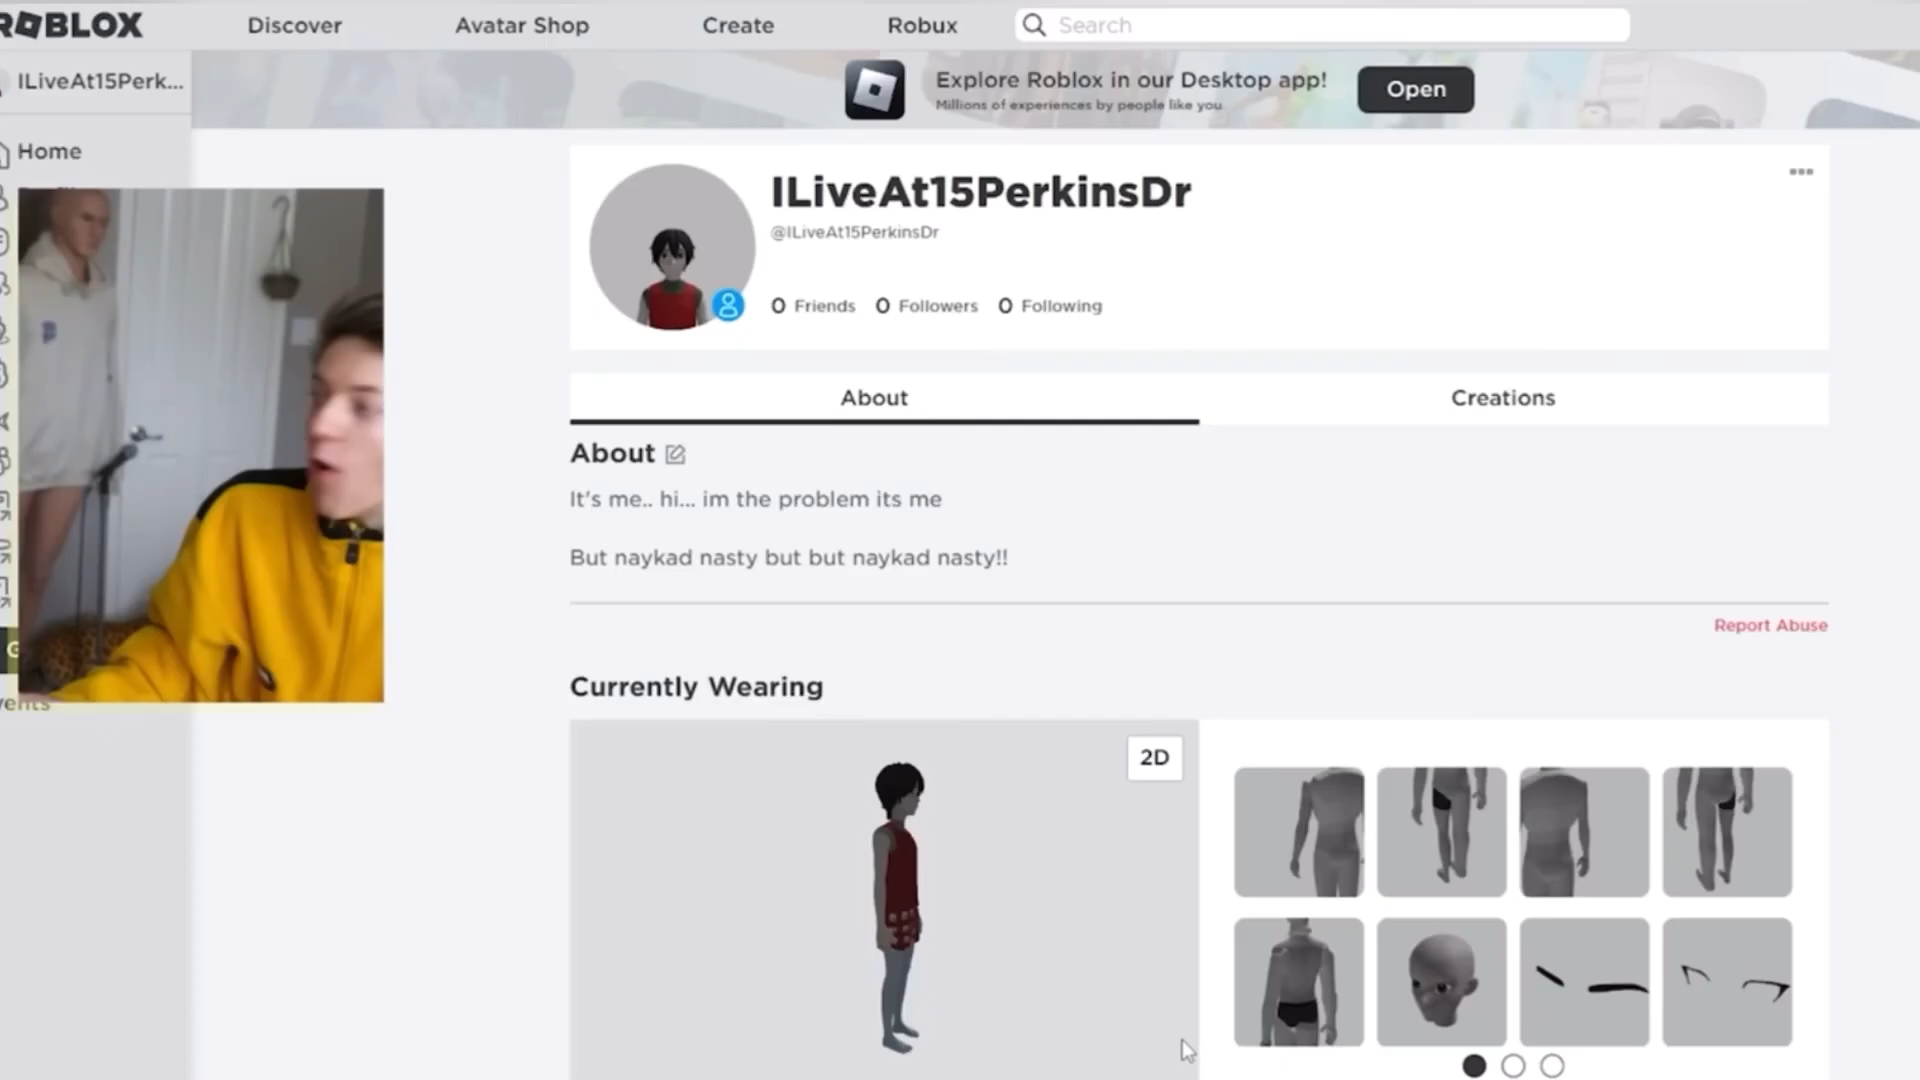 ROBLOX
Discover
Avatar Shop
Create
Robux
Search
ILiveAt15Perk...
Explore Roblox in our Desktop app!
Millions of experiences by people like you
Open
Home
ILiveAt15PerkinsDr
@ILiveAt15PerkinsDr
0 Friends 0 Followers 0 Following
About
Creations
About
It's me.. hi... im the problem its me
But naykad nasty but but naykad nasty!!
Report Abuse
Currently Wearing
2D